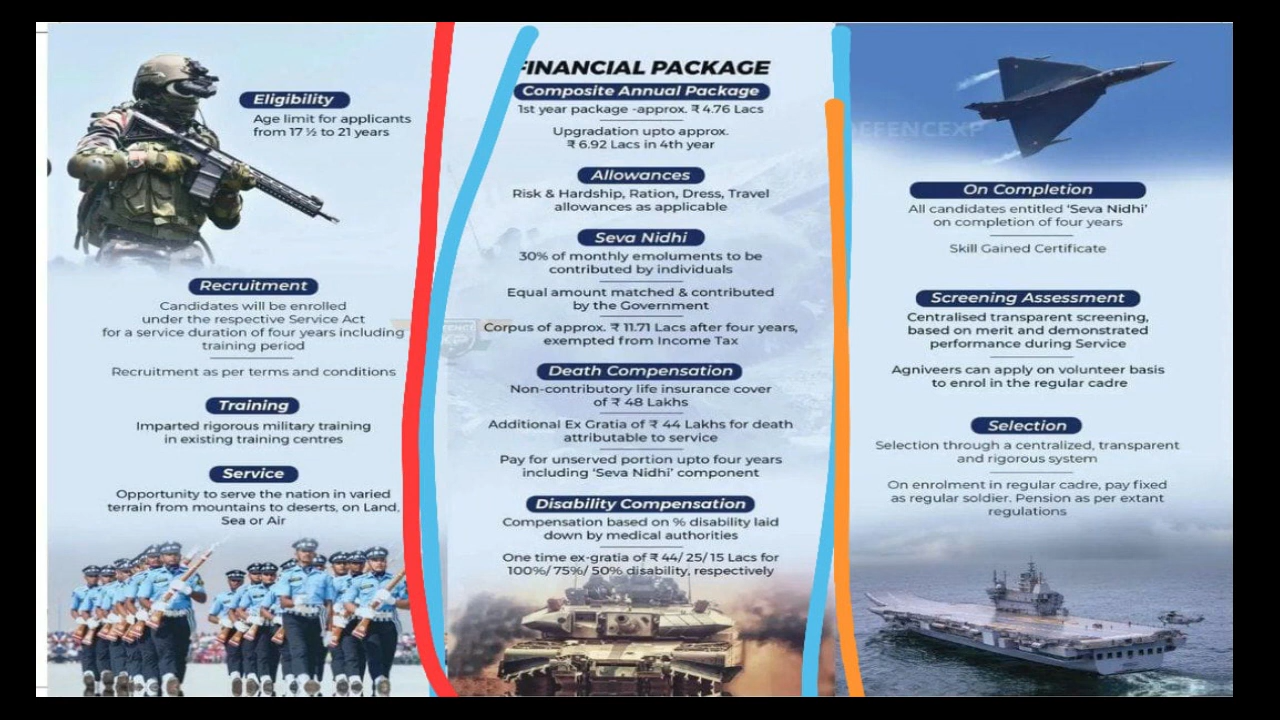 Eligibility
Age limit for applicants
from 17 ½ to 21 years
Recruitment
Candidates will be enrolled
under the respective Service Act
for a service duration of four years including
training period
Recruitment as per terms and conditions
Training
Imparted rigorous military training
in existing training centres
Service
Opportunity to serve the nation in varied
terrain from mountains to deserts, on Land,
Sea or Air
FINANCIAL PACKAGE
Composite Annual Package
1st year package -approx. ₹ 4.76 Lacs
Upgradation upto approx.
₹ 6.92 Lacs in 4th year
Allowances
Risk & Hardship, Ration, Dress, Travel
allowances as applicable
Seva Nidhi
30% of monthly emoluments to be
contributed by individuals
Equal amount matched & contributed
by the Government
Corpus of approx. ₹ 11.71 Lacs after four years,
exempted from Income Tax
Death Compensation
Non-contributory life insurance cover
of ₹ 48 Lakhs
Additional Ex Gratia of ₹ 44 Lakhs for death
attributable to service
Pay for unserved portion upto four years
including ‘Seva Nidhi’ component
Disability Compensation
Compensation based on % disability laid
down by medical authorities
One time ex-gratia of ₹ 44/ 25/ 15 Lacs for
100%/ 75%/ 50% disability, respectively
DEFENCEXP
On Completion
All candidates entitled ‘Seva Nidhi’
on completion of four years
Skill Gained Certificate
Screening Assessment
Centralised transparent screening,
based on merit and demonstrated
performance during Service
Agniveers can apply on volunteer basis
to enrol in the regular cadre
Selection
Selection through a centralized, transparent
and rigorous system
On enrolment in regular cadre, pay fixed
as regular soldier. Pension as per extant
regulations